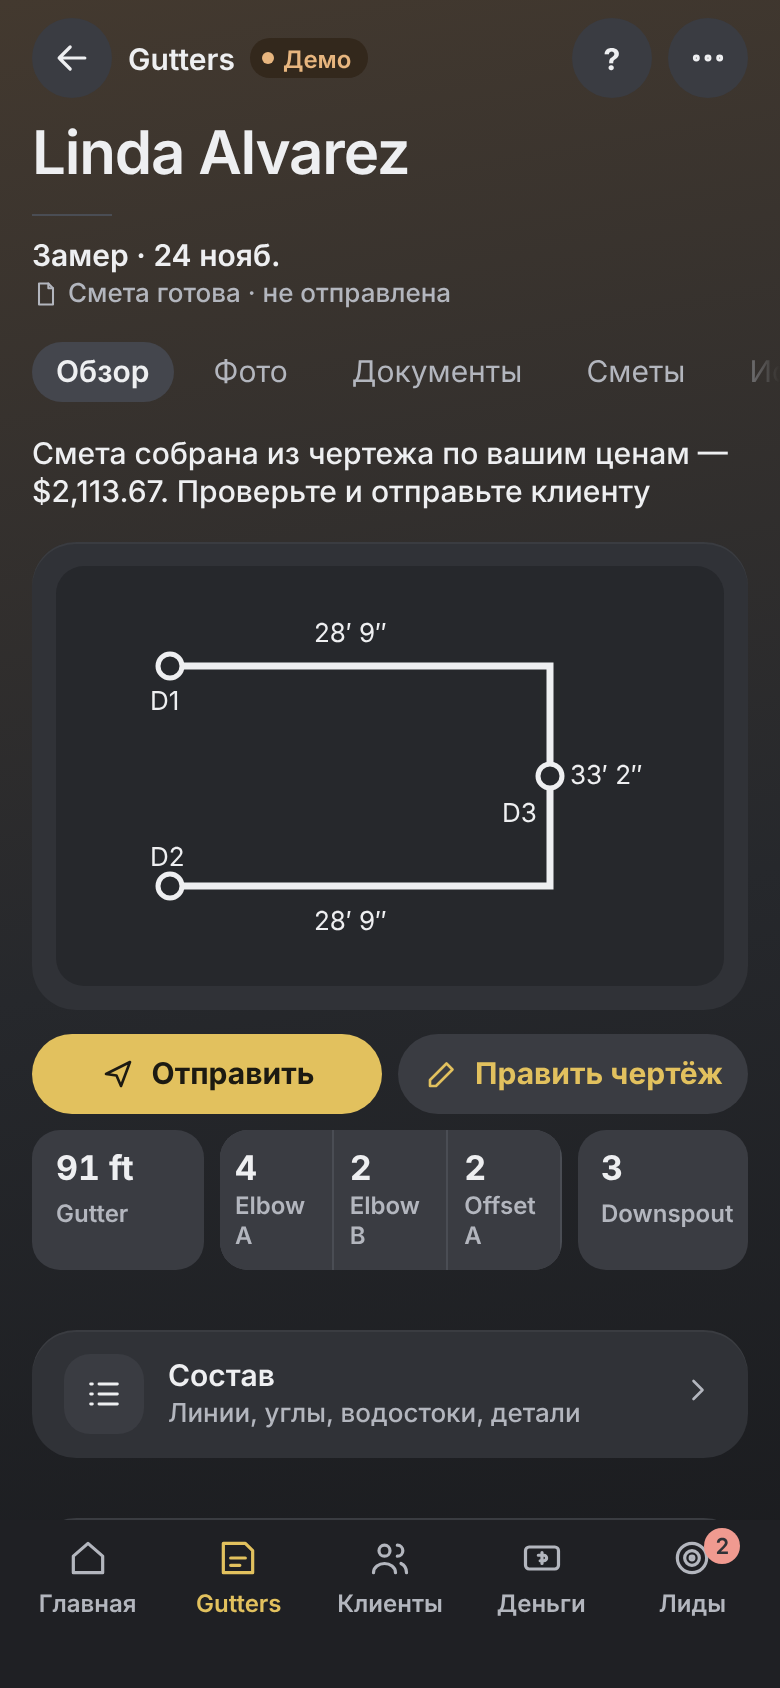 Gutters
Демо
?
Linda Alvarez
Замер · 24 нояб.
Смета готова · не отправлена
Обзор
Фото
Документы
Сметы
Смета собрана из чертежа по вашим ценам —
$2,113.67. Проверьте и отправьте клиенту
28′ 9″
D1
33′ 2″
D3
D2
28′ 9″
Отправить
Править чертёж
91 ft
Gutter
4
Elbow
A
2
Elbow
B
2
Offset
A
3
Downspout
Состав
Линии, углы, водостоки, детали
2
Главная
Gutters
Клиенты
Деньги
Лиды